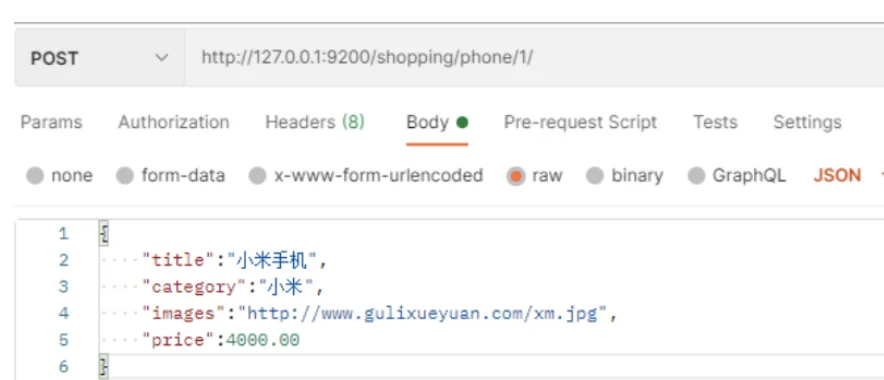 POST http://127.0.0.1:9200/shopping/phone/1/
Params Authorization Headers (8) Body Pre-request Script Tests Settings
none form-data x-www-form-urlencoded raw binary GraphQL JSON
1 {
2 "title":"小米手机",
3 "category":"小米",
4 "images":"http://www.gulixueyuan.com/xm.jpg",
5 "price":4000.00
6 }